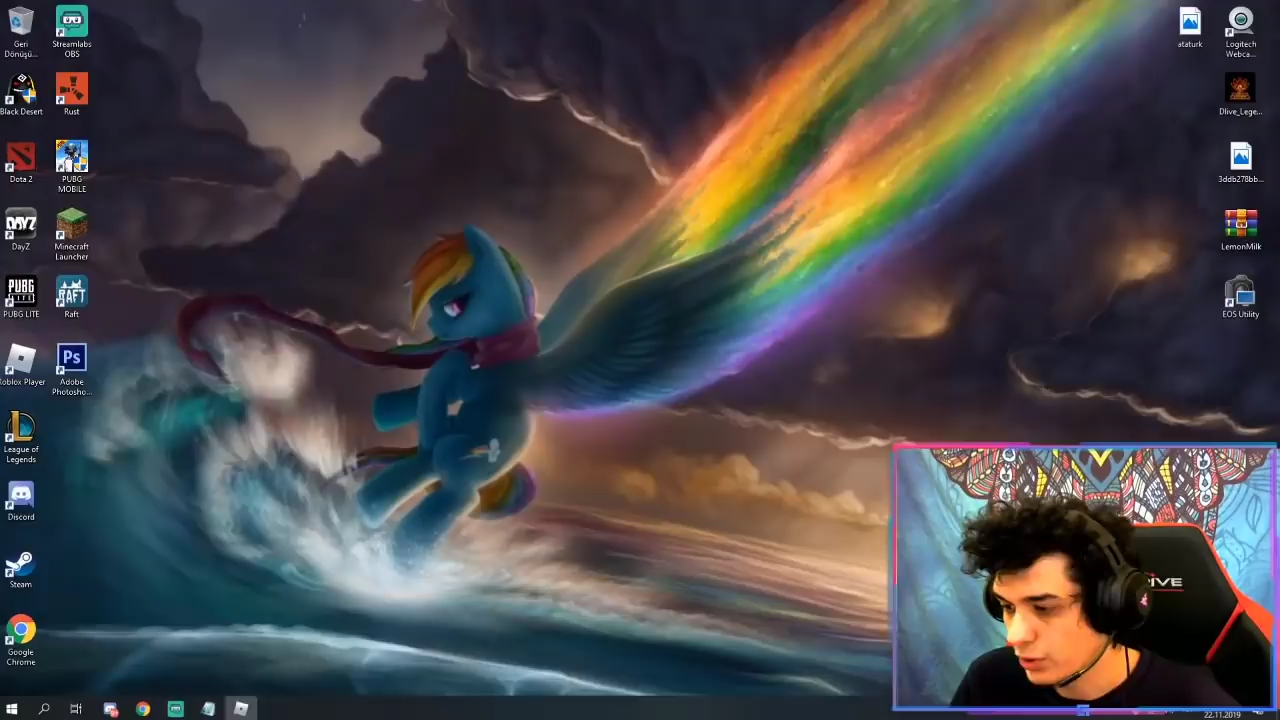 Geri
Dönüşü...
Streamlabs
OBS
Black Desert
Rust
Dota 2
PUBG
MOBILE
DayZ
Minecraft
Launcher
PUBG LITE
Raft
Roblox Player
Adobe
Photosho...
League of
Legends
Discord
Steam
Google
Chrome
ataturk
Logitech
Webca...
Dlive_Lege...
3ddb278bb...
LemonMilk
EOS Utility
22.11.2019